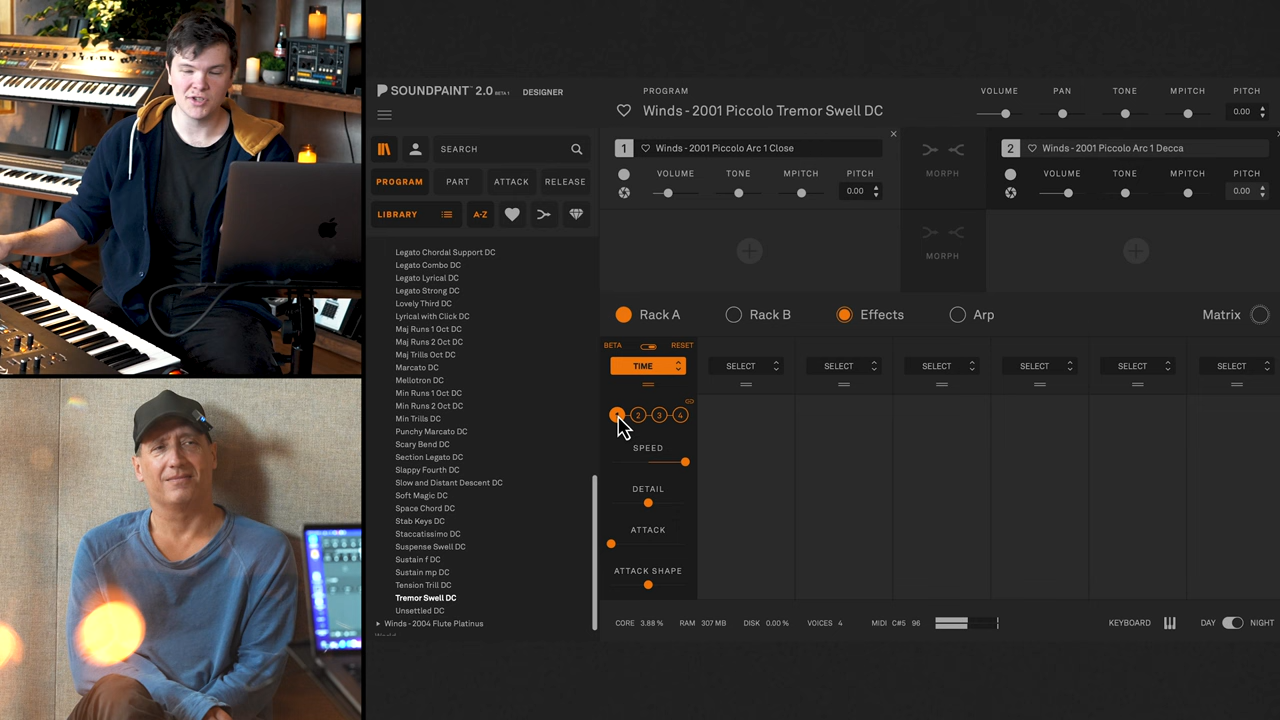 SOUNDPAINT™ 2.0 BETA 1 DESIGNER
PROGRAM
Winds - 2001 Piccolo Tremor Swell DC
VOLUME PAN TONE MPITCH PITCH
0.00
SEARCH
PROGRAM PART ATTACK RELEASE
LIBRARY A-Z
1 Winds - 2001 Piccolo Arc 1 Close
VOLUME TONE MPITCH PITCH
0.00
MORPH
2 Winds - 2001 Piccolo Arc 1 Decca
VOLUME TONE MPITCH PITCH
0.00
MORPH
Legato Chordal Support DC
Legato Combo DC
Legato Lyrical DC
Legato Strong DC
Lovely Third DC
Lyrical with Click DC
Maj Runs 1 Oct DC
Maj Runs 2 Oct DC
Maj Trills Oct DC
Marcato DC
Mellotron DC
Min Runs 1 Oct DC
Min Runs 2 Oct DC
Min Trills DC
Punchy Marcato DC
Scary Bend DC
Section Legato DC
Slappy Fourth DC
Slow and Distant Descent DC
Soft Magic DC
Space Chord DC
Stab Keys DC
Staccatissimo DC
Suspense Swell DC
Sustain f DC
Sustain mp DC
Tension Trill DC
Tremor Swell DC
Unsettled DC
Winds - 2004 Flute Platinus
Rack A Rack B Effects Arp Matrix
BETA RESET
TIME SELECT SELECT SELECT SELECT SELECT SELECT
2 3 4
SPEED
DETAIL
ATTACK
ATTACK SHAPE
CORE 3.88 % RAM 307 MB DISK 0.00 % VOICES 4 MIDI C#5 96 KEYBOARD DAY NIGHT